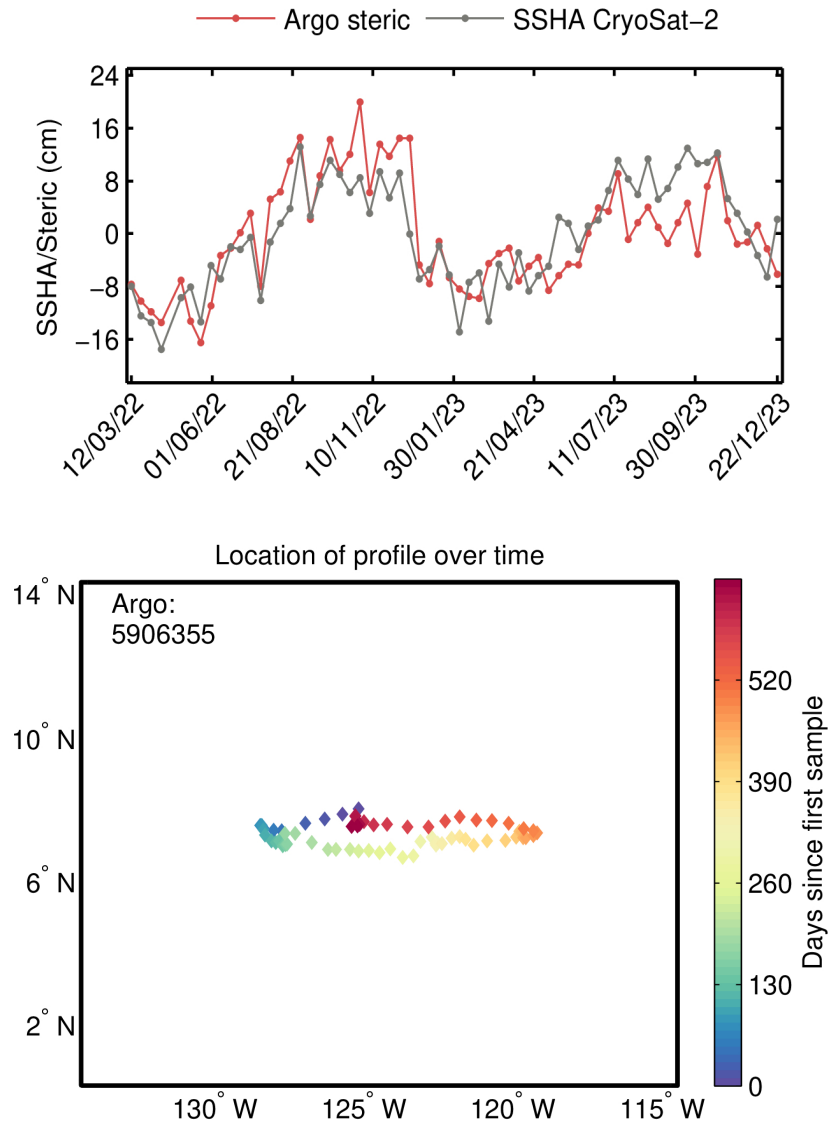 Argo steric SSHA CryoSat−2
24
16
8
0
−8
−16
SSHA/Steric (cm)
12/03/22 01/06/22 21/08/22 10/11/22 30/01/23 21/04/23 11/07/23 30/09/23 22/12/23
Location of profile over time
Argo:
5906355
14° N
10° N
6° N
2° N
130° W 125° W 120° W 115° W
520
390
260
130
0
Days since first sample